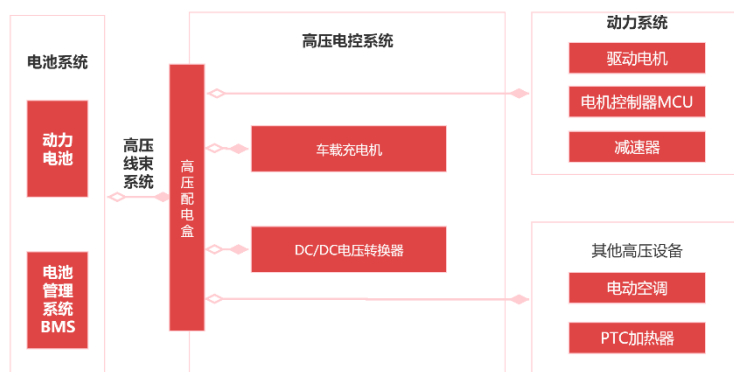 电池系统
动力
电池
电池
管理
系统
BMS
高压
线束
系统
高压配电盒
高压电控系统
车载充电机
DC/DC电压转换器
动力系统
驱动电机
电机控制器MCU
减速器
其他高压设备
电动空调
PTC加热器